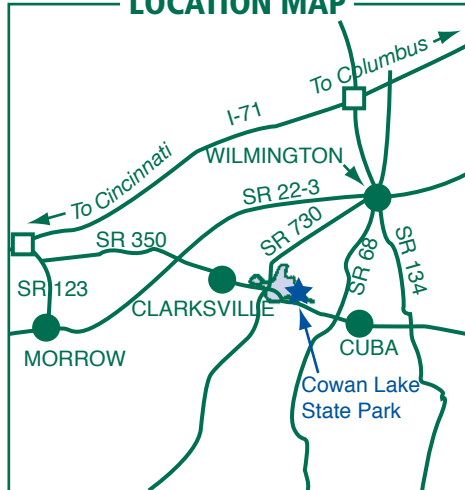 LOCATION MAP
To Columbus
I-71
WILMINGTON
To Cincinnati
SR 22-3
SR 730
SR 350
SR 68
SR 134
SR 123
CLARKSVILLE
CUBA
MORROW
Cowan Lake
State Park